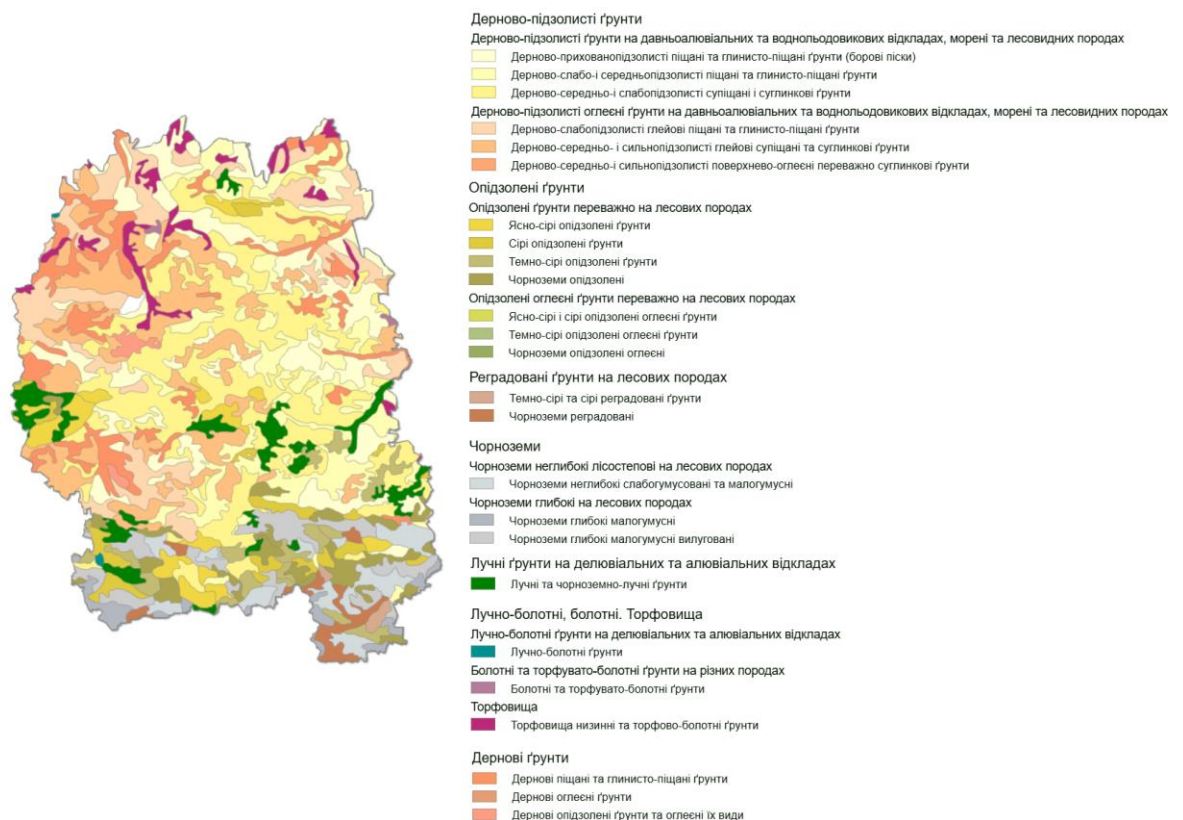 Дерново-підзолисті ґрунти
Дерново-підзолисті ґрунти на давньоалювіальних та водньольодовикових відкладах, морені та лесовидних породах
Дерново-прихованопідзолисті піщані та глинисто-піщані ґрунти (борові піски)
Дерново-слабо-і середньопідзолисті піщані та глинисто-піщані ґрунти
Дерново-середньо-і слабопідзолисті супіщані і суглинкові ґрунти
Дерново-підзолисті оглеєні ґрунти на давньоалювіальних та водньольодовикових відкладах, морені та лесовидних породах
Дерново-слабопідзолисті глейові піщані та глинисто-піщані ґрунти
Дерново-середньо- і сильнопідзолисті глейові супіщані та суглинкові ґрунти
Дерново-середньо-і сильнопідзолисті поверхнево-оглеєні переважно суглинкові ґрунти
Опідзолені ґрунти
Опідзолені ґрунти переважно на лесових породах
Ясно-сірі опідзолені ґрунти
Сірі опідзолені ґрунти
Темно-сірі опідзолені ґрунти
Чорноземи опідзолені
Опідзолені оглеєні ґрунти переважно на лесових породах
Ясно-сірі і сірі опідзолені оглеєні ґрунти
Темно-сірі опідзолені оглеєні ґрунти
Чорноземи опідзолені оглеєні
Реградовані ґрунти на лесових породах
Темно-сірі та сірі реградовані ґрунти
Чорноземи реградовані
Чорноземи
Чорноземи неглибокі лісостепові на лесових породах
Чорноземи неглибокі слабогумусовані та малогумусні
Чорноземи глибокі на лесових породах
Чорноземи глибокі малогумусні
Чорноземи глибокі малогумусні вилуговані
Лучні ґрунти на делювіальних та алювіальних відкладах
Лучні та чорноземно-лучні ґрунти
Лучно-болотні, болотні. Торфовища
Лучно-болотні ґрунти на делювіальних та алювіальних відкладах
Лучно-болотні ґрунти
Болотні та торфувато-болотні ґрунти на різних породах
Болотні та торфувато-болотні ґрунти
Торфовища
Торфовища низинні та торфово-болотні ґрунти
Дернові ґрунти
Дернові піщані та глинисто-піщані ґрунти
Дернові оглеєні ґрунти
Дернові опідзолені ґрунти та оглеєні їх види